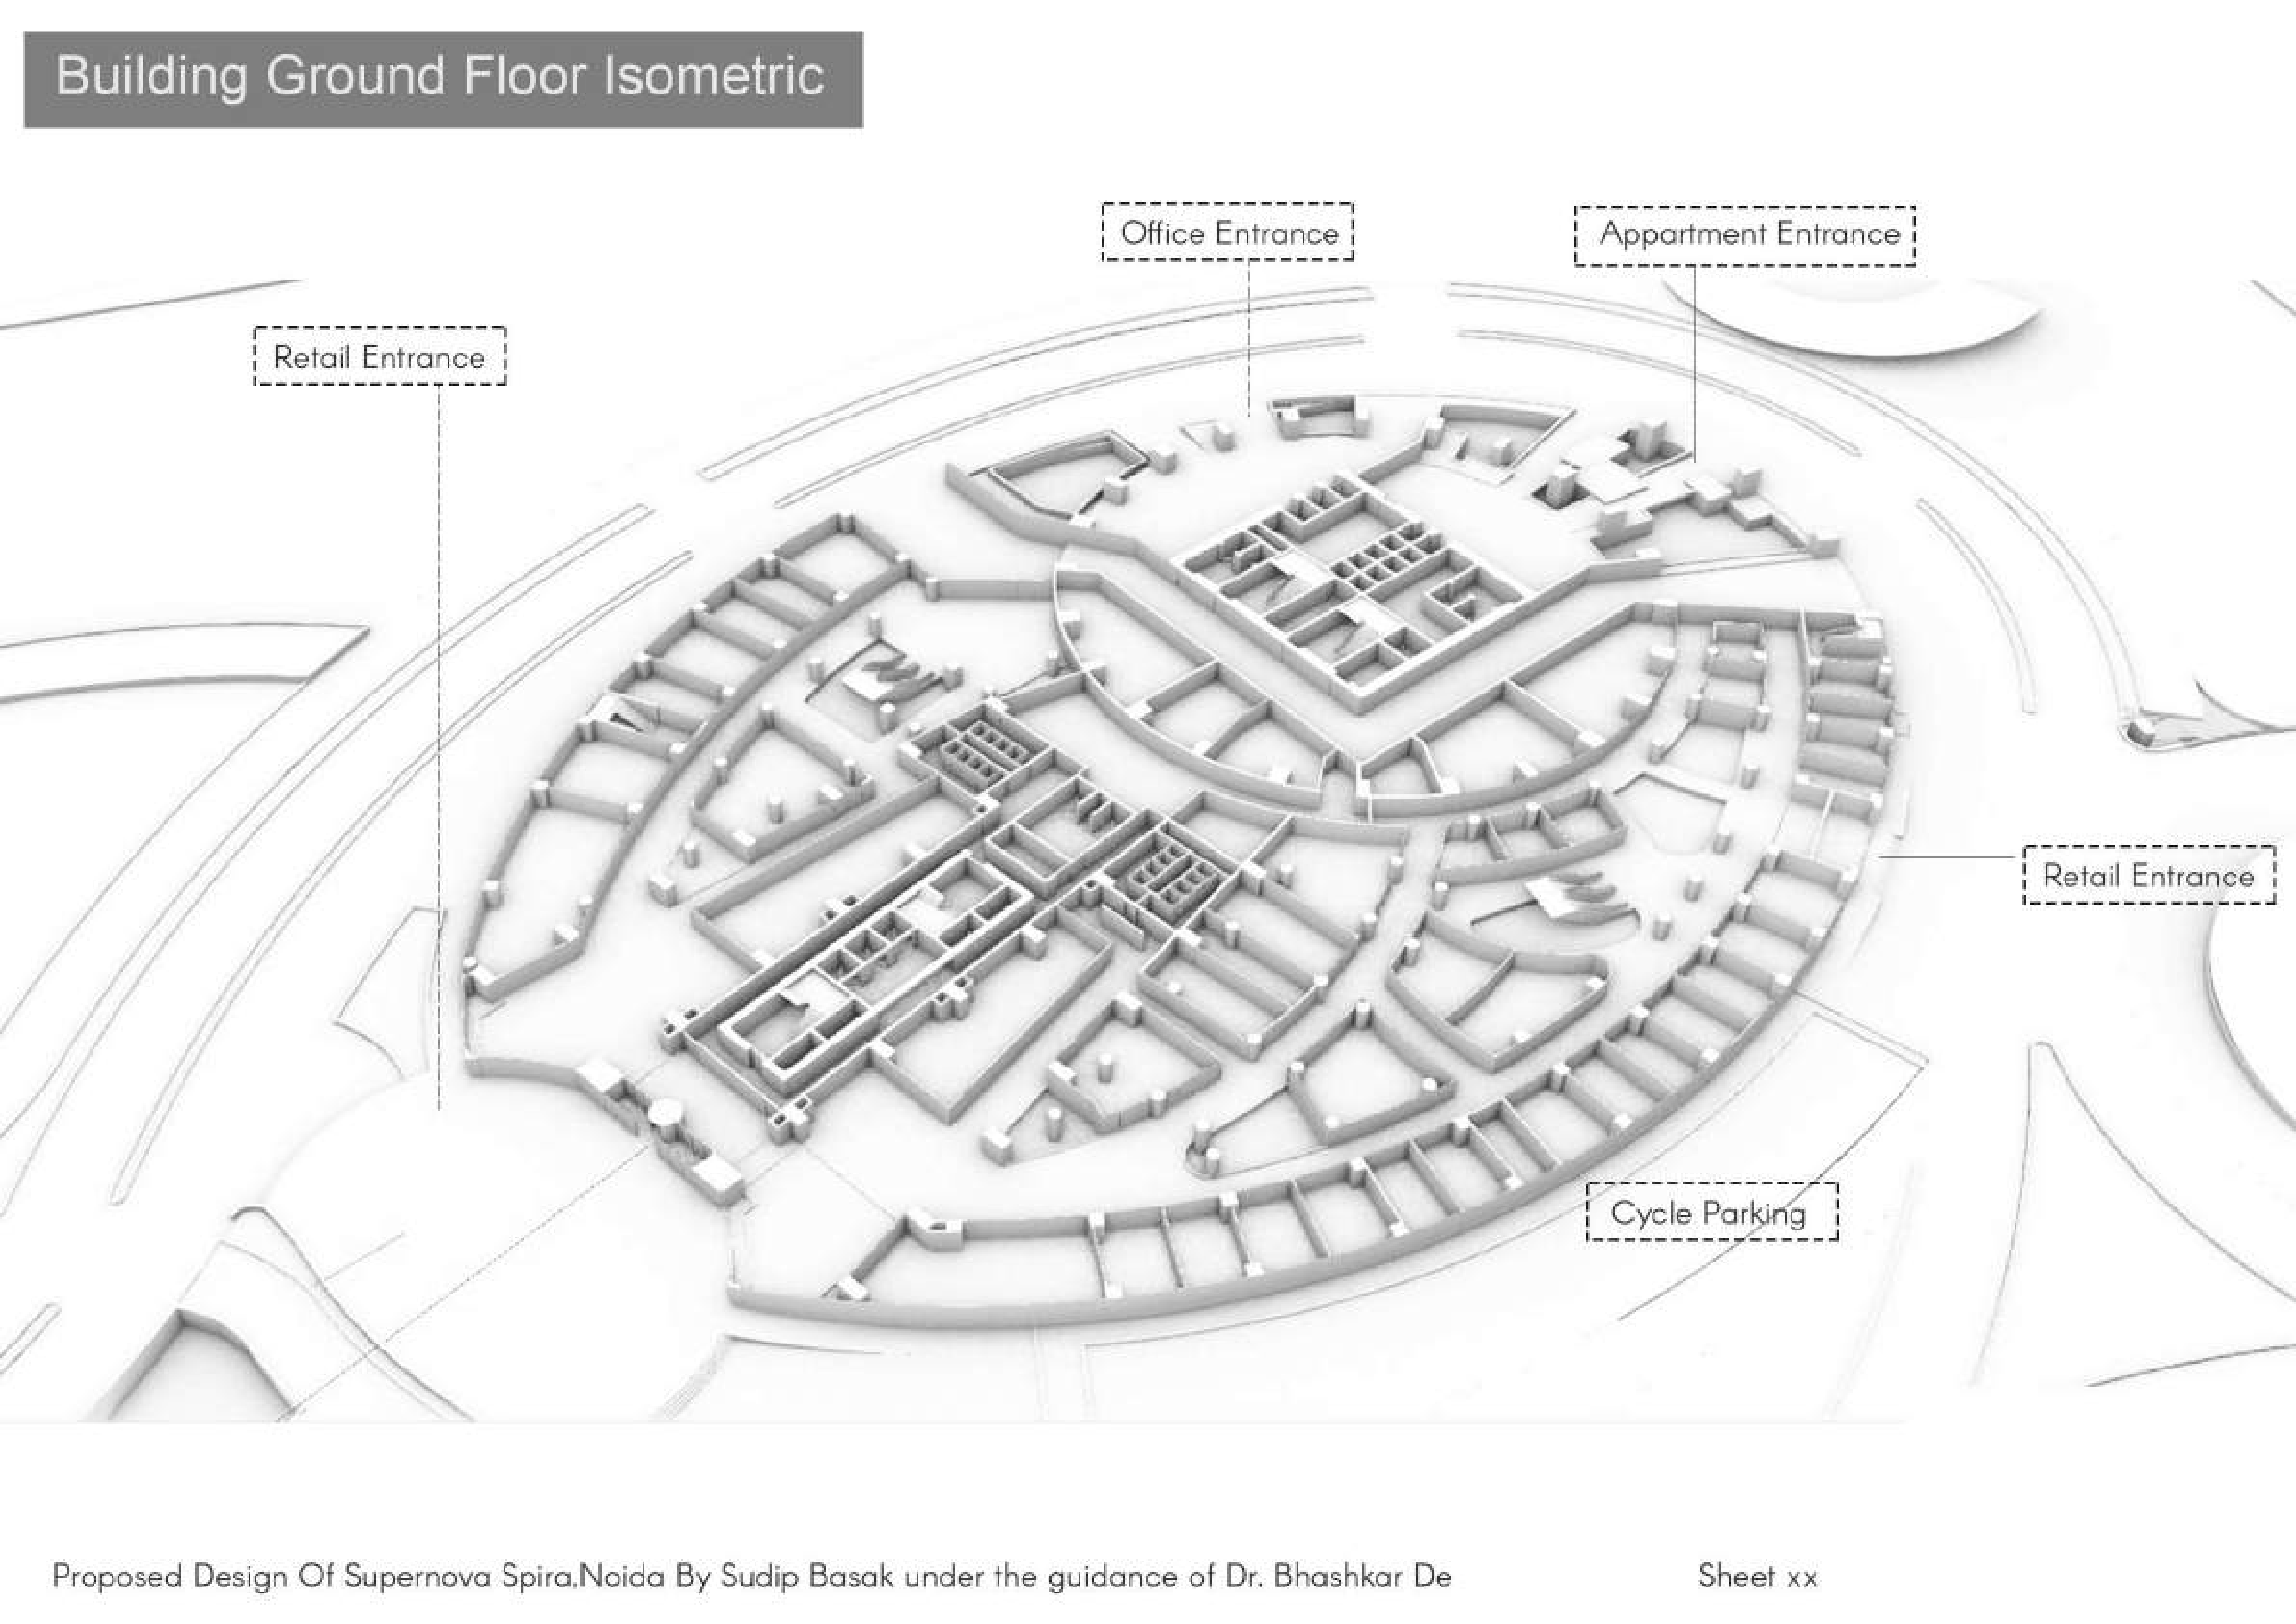 Building Ground Floor Isometric
Office Entrance
Appartment Entrance
Retail Entrance
Retail Entrance
Cycle Parking
Proposed Design Of Supernova Spira,Noida By Sudip Basak under the guidance of Dr. Bhashkar De
Sheet xx